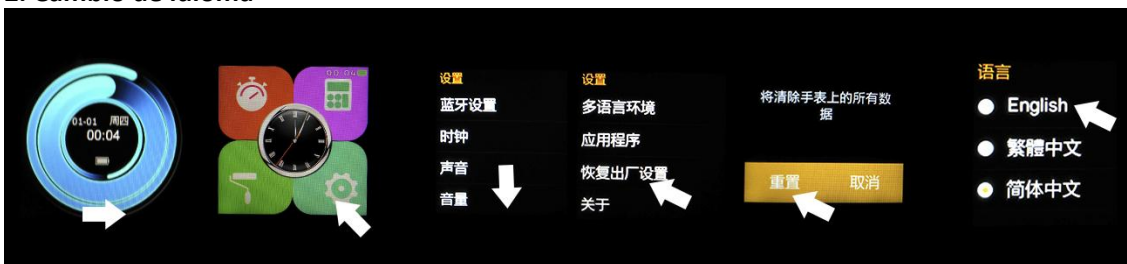 2. Cambio de idioma
01-01 周四
00:04
00:04
设置
蓝牙设置
时钟
声音
音量
设置
多语言环境
应用程序
恢复出厂设置
关于
将清除手表上的所有数
据
重置 取消
语言
English
繁體中文
简体中文